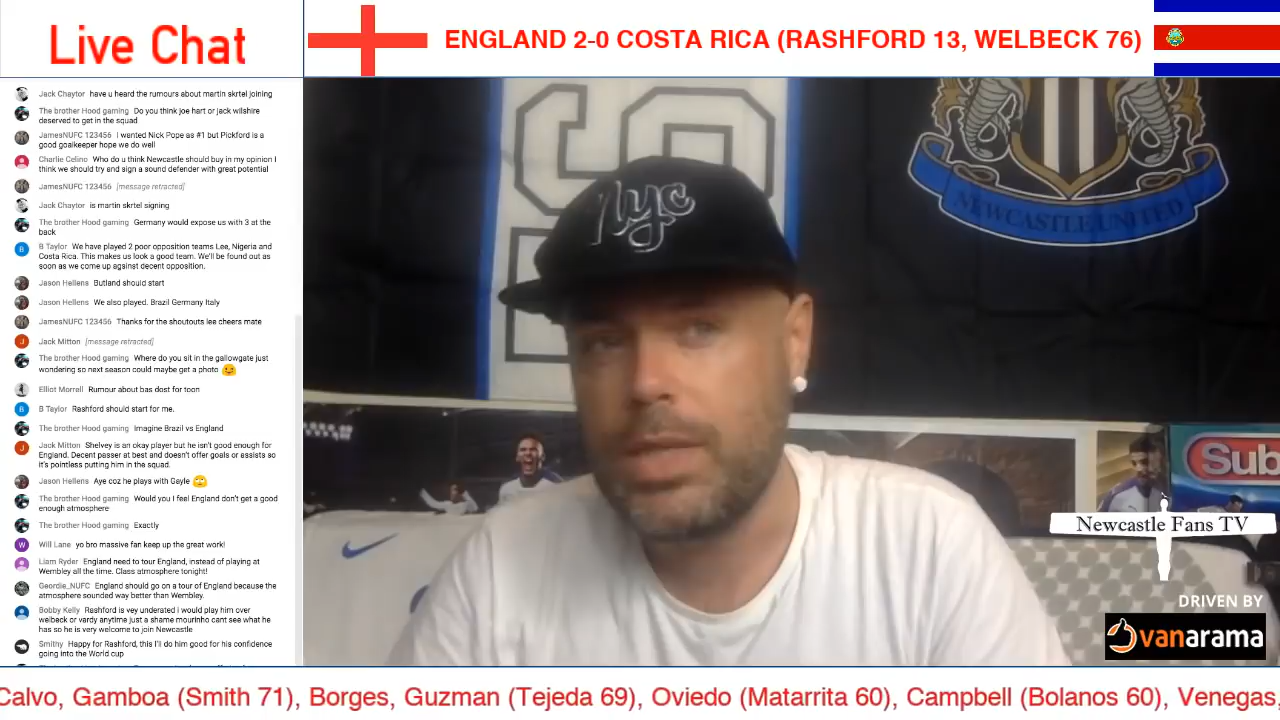 Live Chat
ENGLAND 2-0 COSTA RICA (RASHFORD 13, WELBECK 76)
Jack Chaytor have u heard the rumours about martin skrtel joining
The brother Hood gaming Do you think joe hart or jack wilshire
deserved to get in the squad
JamesNUFC 123456 I wanted Nick Pope as #1 but Pickford is a
good goalkeeper hope we do well
Charlie Celino Who do u think Newcastle should buy in my opinion I
think we should try and sign a sound defender with great potential
JamesNUFC 123456 [message retracted]
Jack Chaytor is martin skrtel signing
The brother Hood gaming Germany would expose us with 3 at the
back
B
B Taylor We have played 2 poor opposition teams Lee, Nigeria and
Costa Rica. This makes us look a good team. We'll be found out as
soon as we come up against decent opposition.
Jason Hellens Butland should start
Jason Hellens We also played. Brazil Germany Italy
JamesNUFC 123456 Thanks for the shoutouts lee cheers mate
J
Jack Mitton [message retracted]
The brother Hood gaming Where do you sit in the gallowgate just
wondering so next season could maybe get a photo 🤗
Elliot Morrell Rumour about bas dost for toon
B
B Taylor Rashford should start for me.
The brother Hood gaming Imagine Brazil vs England
J
Jack Mitton Shelvey is an okay player but he isn't good enough for
England. Decent passer at best and doesn't offer goals or assists so
it's pointless putting him in the squad.
Jason Hellens Aye coz he plays with Gayle 🙄
The brother Hood gaming Would you I feel England don't get a good
enough atmosphere
The brother Hood gaming Exactly
W
Will Lane yo bro massive fan keep up the great work!
Liam Ryder England need to tour England, instead of playing at
Wembley all the time. Class atmosphere tonight!
Geordie_NUFC England should go on a tour of England because the
atmosphere sounded way better than Wembley.
Bobby Kelly Rashford is vey underated i would play him over
welbeck or vardy anytime just a shame mourinho cant see what he
has so he is very welcome to join Newcastle
Smithy Happy for Rashford, this I'll do him good for his confidence
going into the World cup
nyc
NEWCASTLE UNITED
Sub
Newcastle Fans TV
DRIVEN BY
vanarama
Calvo, Gamboa (Smith 71), Borges, Guzman (Tejeda 69), Oviedo (Matarrita 60), Campbell (Bolanos 60), Venegas,